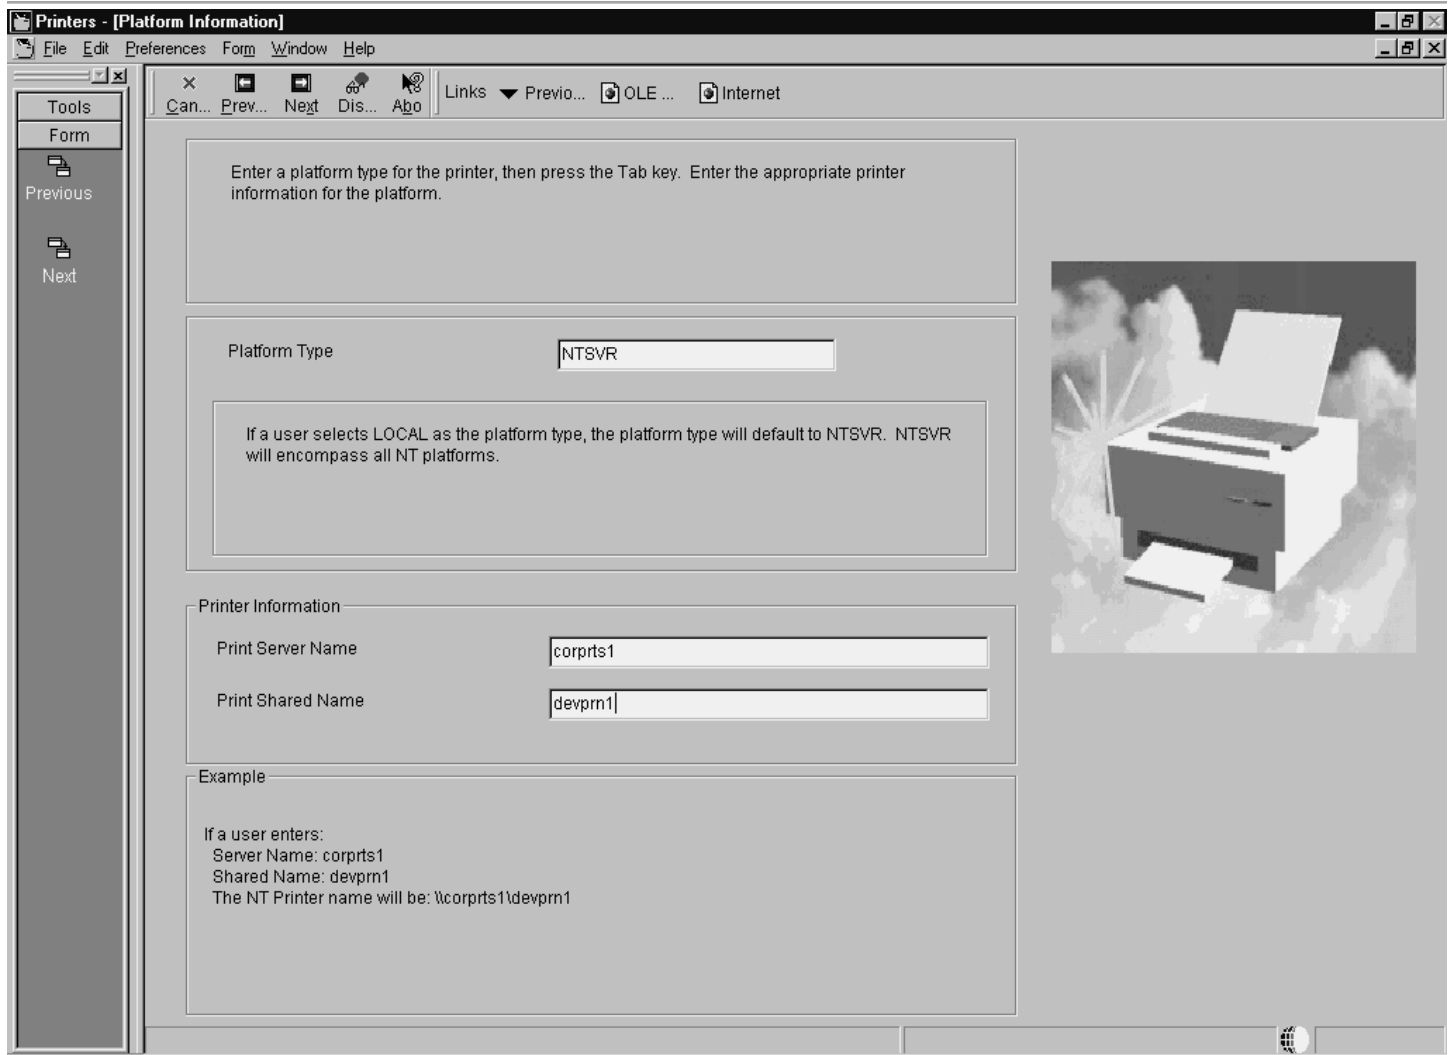 Printers - [Platform Information]
File Edit Preferences Form Window Help
Can... Prev... Next Dis... Abo Links Previo... OLE ... Internet
Tools
Form
Previous
Next
Enter a platform type for the printer, then press the Tab key. Enter the appropriate printer
information for the platform.
Platform Type NTSVR
If a user selects LOCAL as the platform type, the platform type will default to NTSVR. NTSVR
will encompass all NT platforms.
Printer Information
Print Server Name corprts1
Print Shared Name devprn1
Example
If a user enters:
Server Name: corprts1
Shared Name: devprn1
The NT Printer name will be: \\corprts1\devprn1